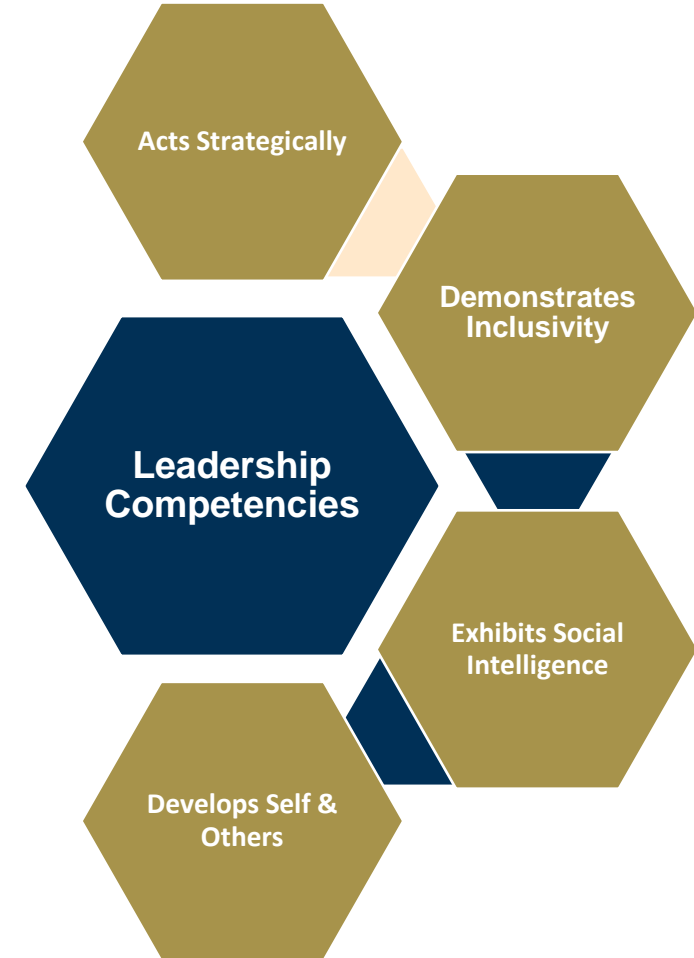 Acts Strategically
Demonstrates
Inclusivity
Leadership
Competencies
Exhibits Social
Intelligence
Develops Self &
Others